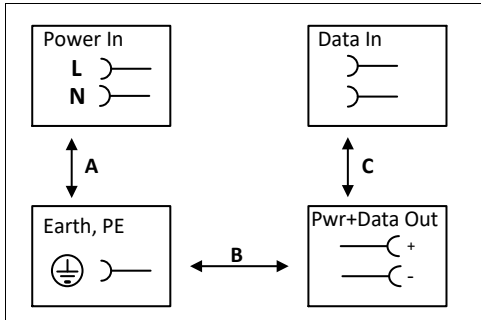 Power In
L
N
Data In
A
C
Earth, PE
B
Pwr+Data Out
+
-